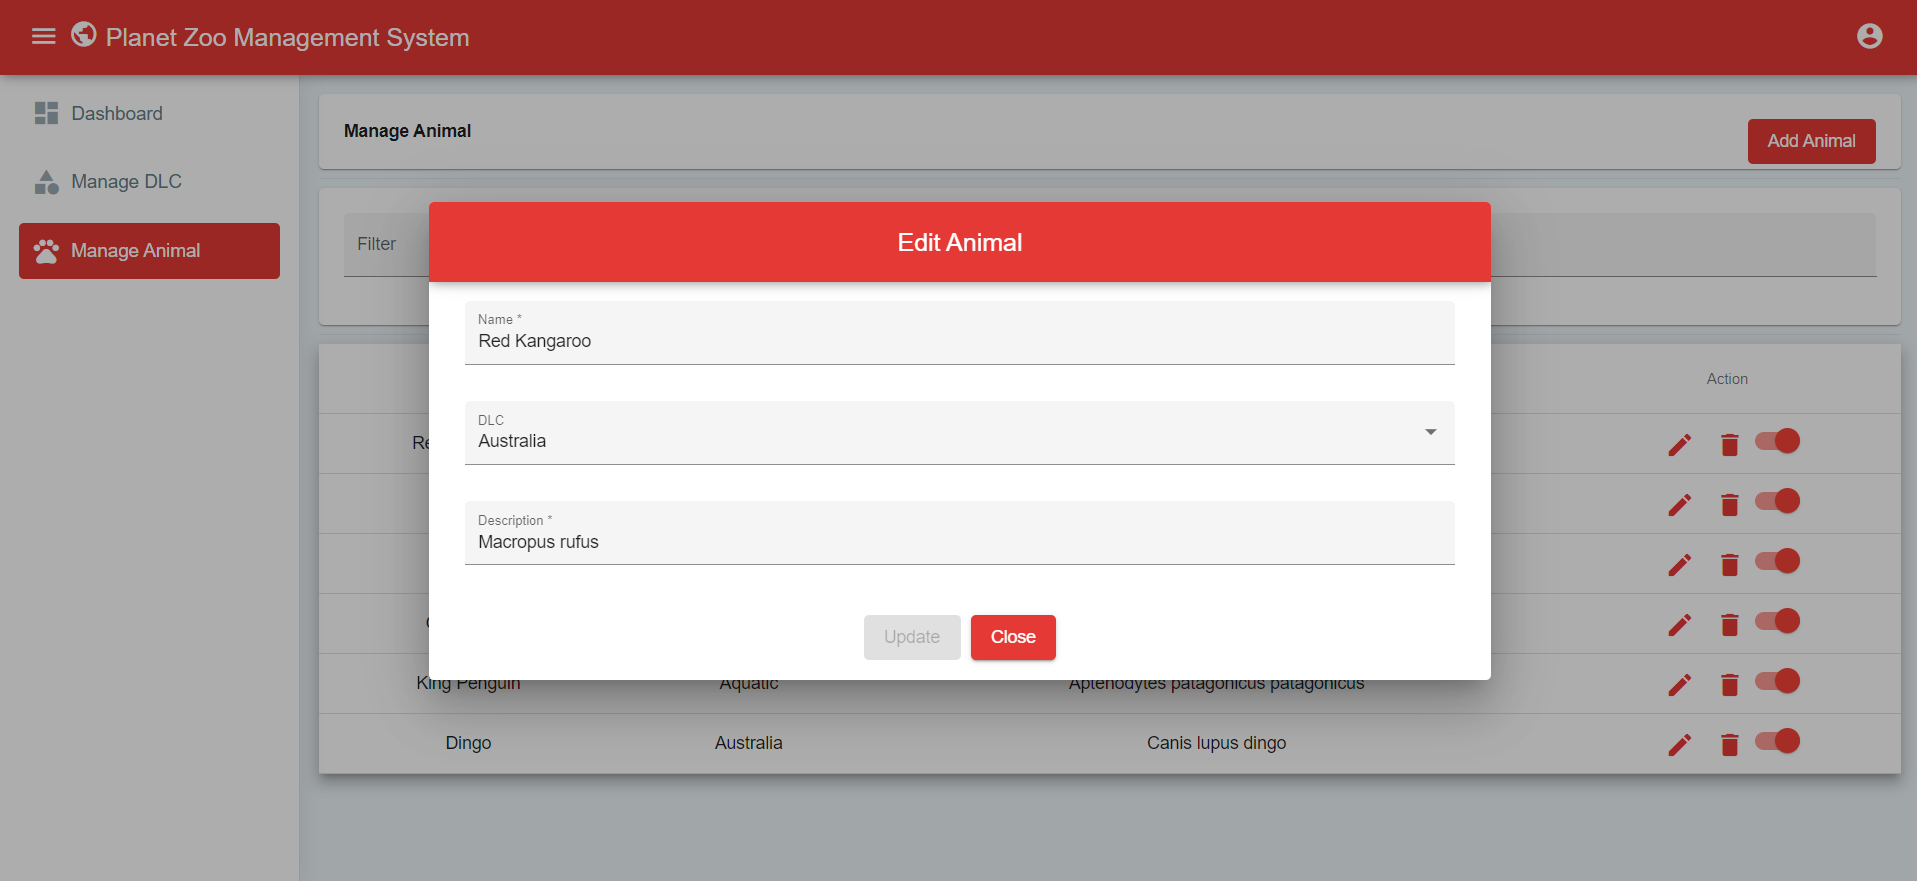 Planet Zoo Management System
Dashboard
Manage DLC
Manage Animal
Manage Animal
Add Animal
Filter
Edit Animal
Name *
Red Kangaroo
DLC
Australia
Description *
Macropus rufus
Update Close
Action
King Penguin Aquatic Aptenodytes patagonicus patagonicus
Dingo Australia Canis lupus dingo